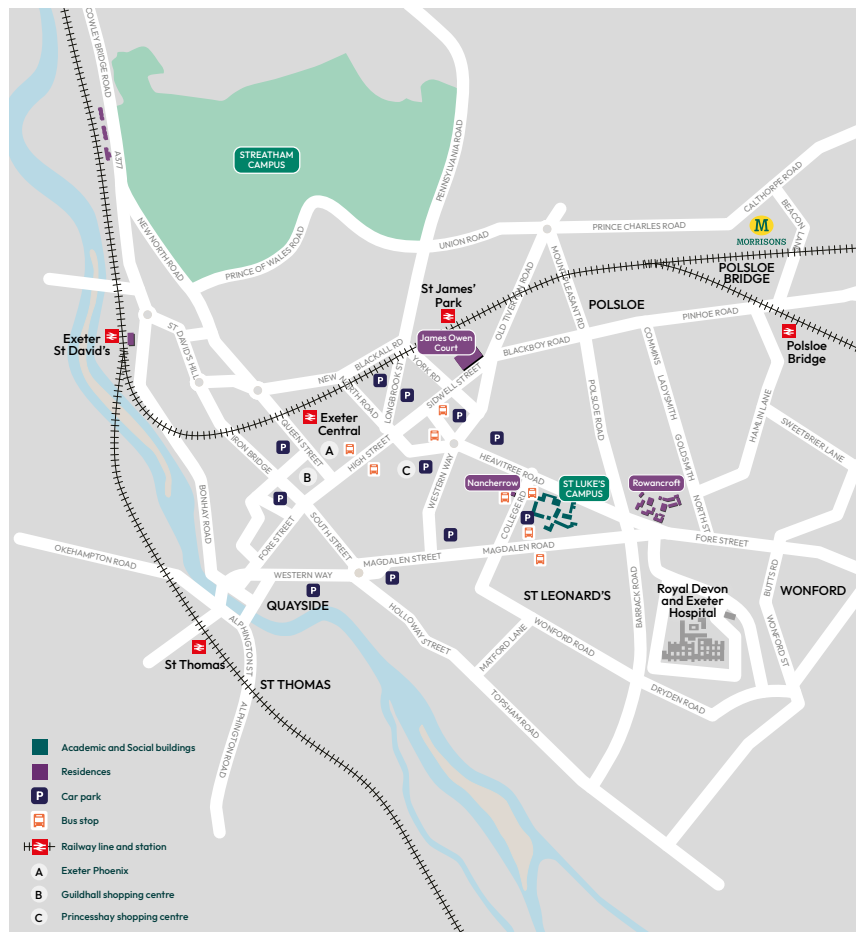 COWLEY BRIDGE ROAD
A377
STREATHAM
CAMPUS
PENNSYLVANIA ROAD
NEW NORTH ROAD
PRINCE OF WALES ROAD
UNION ROAD
PRINCE CHARLES ROAD
CALTHORPE ROAD
BEACON LANE
M
MORRISONS
POLSLOE
BRIDGE
MOUNT PLEASANT RD
OLD TIVERTON ROAD
POLSLOE
PINHOE ROAD
Polsloe
Bridge
St James'
Park
James Owen
Court
BLACKBOY ROAD
Exeter
St David's
ST DAVID'S HILL
NEW
NORTH ROAD
BLACKALL RD
YORK RD
LONGBROOK ST
SIDWELL STREET
Exeter
Central
QUEEN STREET
IRON BRIDGE
HIGH STREET
A
B
C
P
P
P
P
P
P
P
P
P
P
P
P
COMMINS
LADYSMITH
GOLDSMITH
NORTH ST
POLSLOE ROAD
HAMLIN LANE
SWEETBRIER LANE
HEAVITREE ROAD
WESTERN WAY
Nancherrow
ST LUKE'S
CAMPUS
Rowancroft
COLLEGE RD
BONHAY ROAD
FORE STREET
SOUTH STREET
MAGDALEN STREET
MAGDALEN ROAD
FORE STREET
OKEHAMPTON ROAD
WESTERN WAY
QUAYSIDE
ST LEONARD'S
BARRACK ROAD
Royal Devon
and Exeter
Hospital
BUTTS RD
WONFORD
WONFORD ST
HOLLOWAY STREET
MATFORD LANE
WONFORD ROAD
DRYDEN ROAD
TOPSHAM ROAD
St Thomas
ALPHINGTON ST
ST THOMAS
ALPHINGTON ROAD
Academic and Social buildings
Residences
P Car park
Bus stop
Railway line and station
A Exeter Phoenix
B Guildhall shopping centre
C Princesshay shopping centre